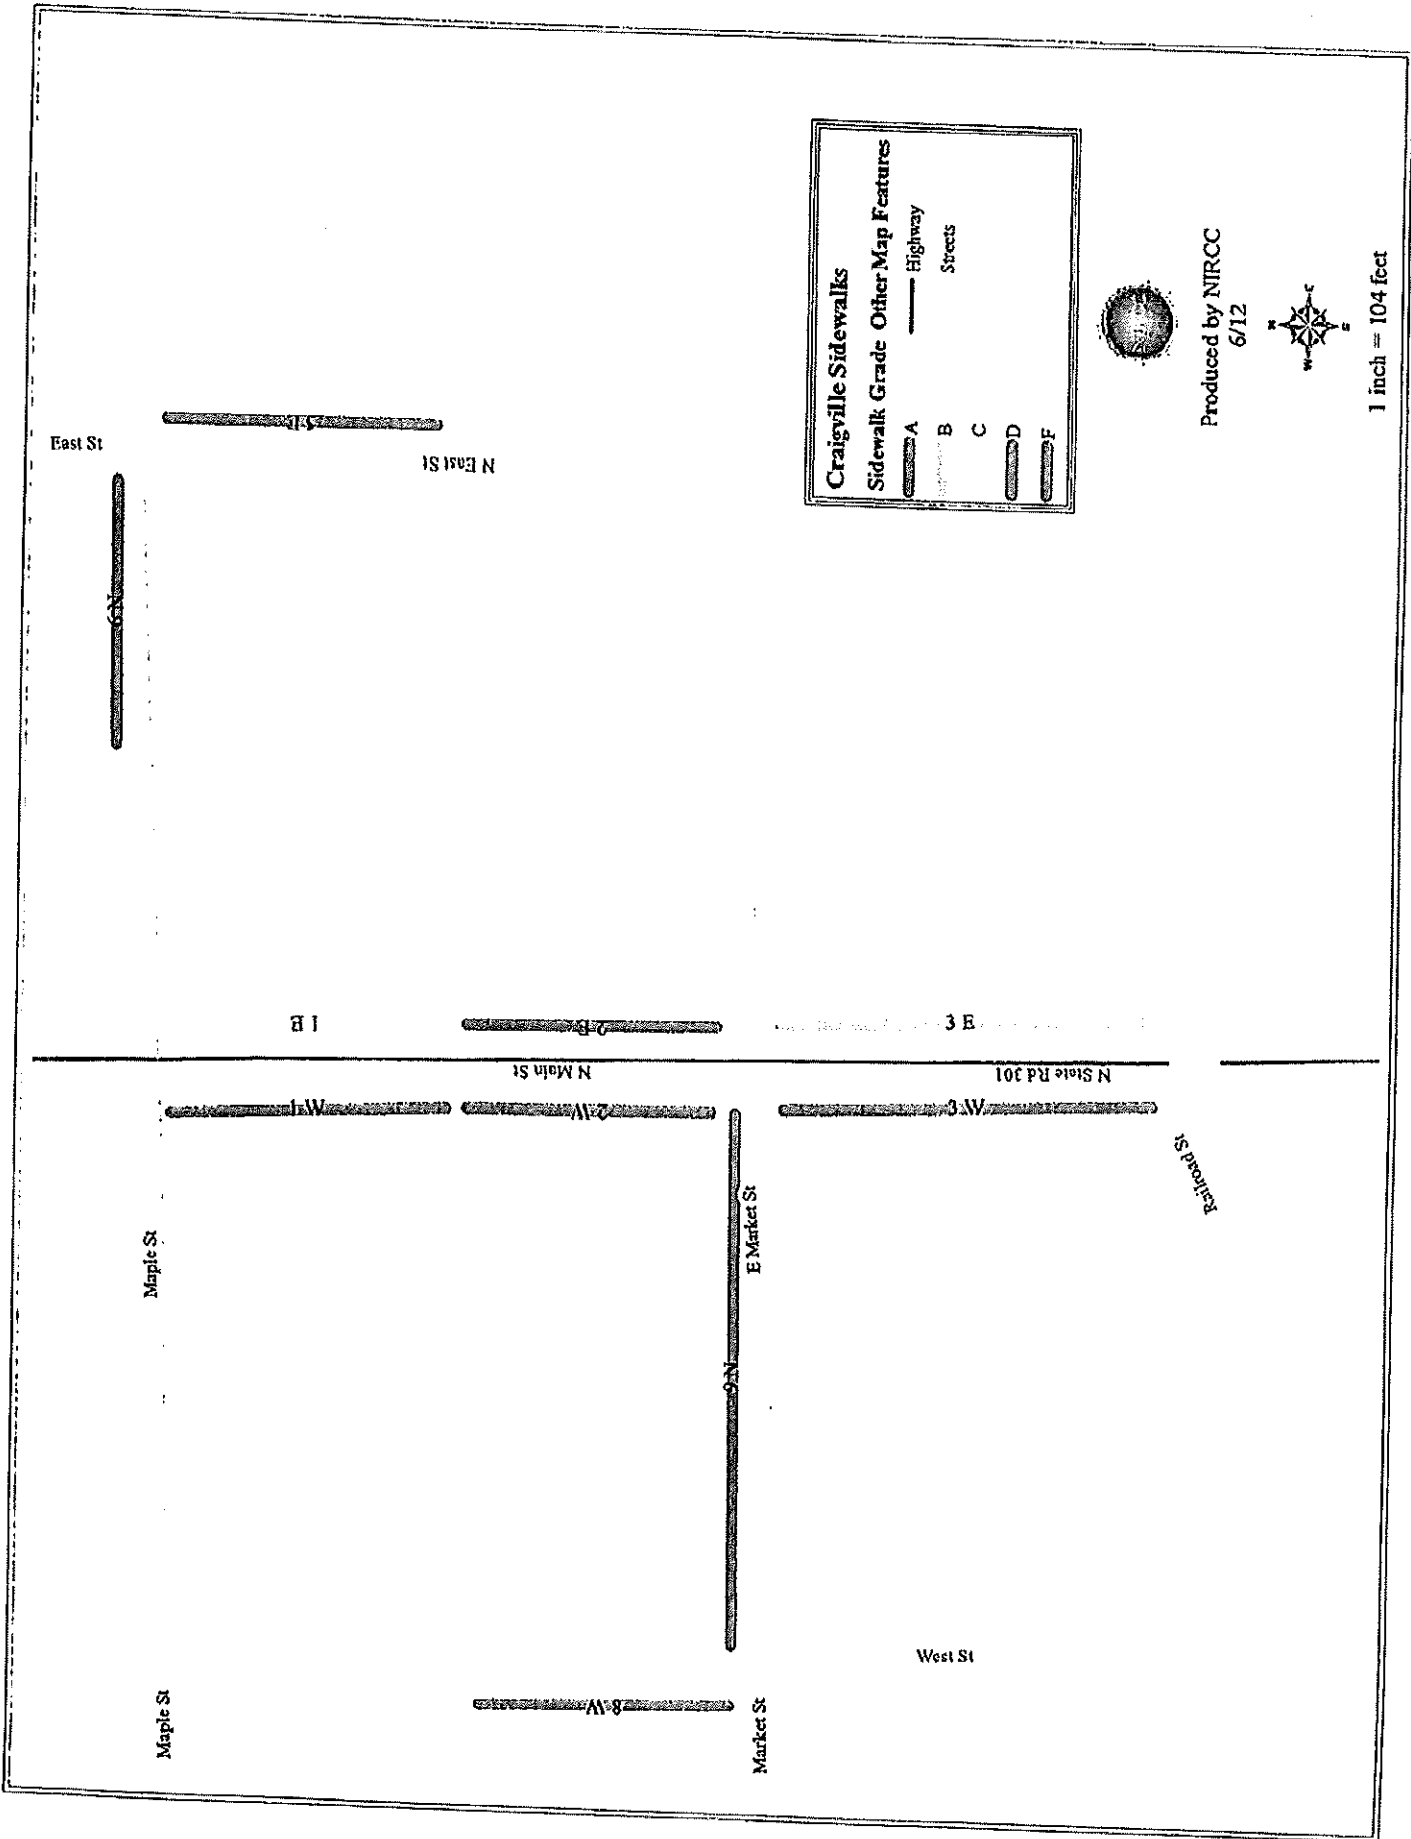 Craigville Sidewalks
Sidewalk Grade Other Map Features
A
B
C
D
F
Highway
Streets
Produced by NIRCC
6/12
N
W
E
S
1 inch = 104 feet
East St
6 N
N East St
1 E
2 E
3 E
N Main St
N State Rd 301
1 W
2 W
3 W
Maple St
E Market St
9 N
Railroad St
West St
8 W
Maple St
Market St